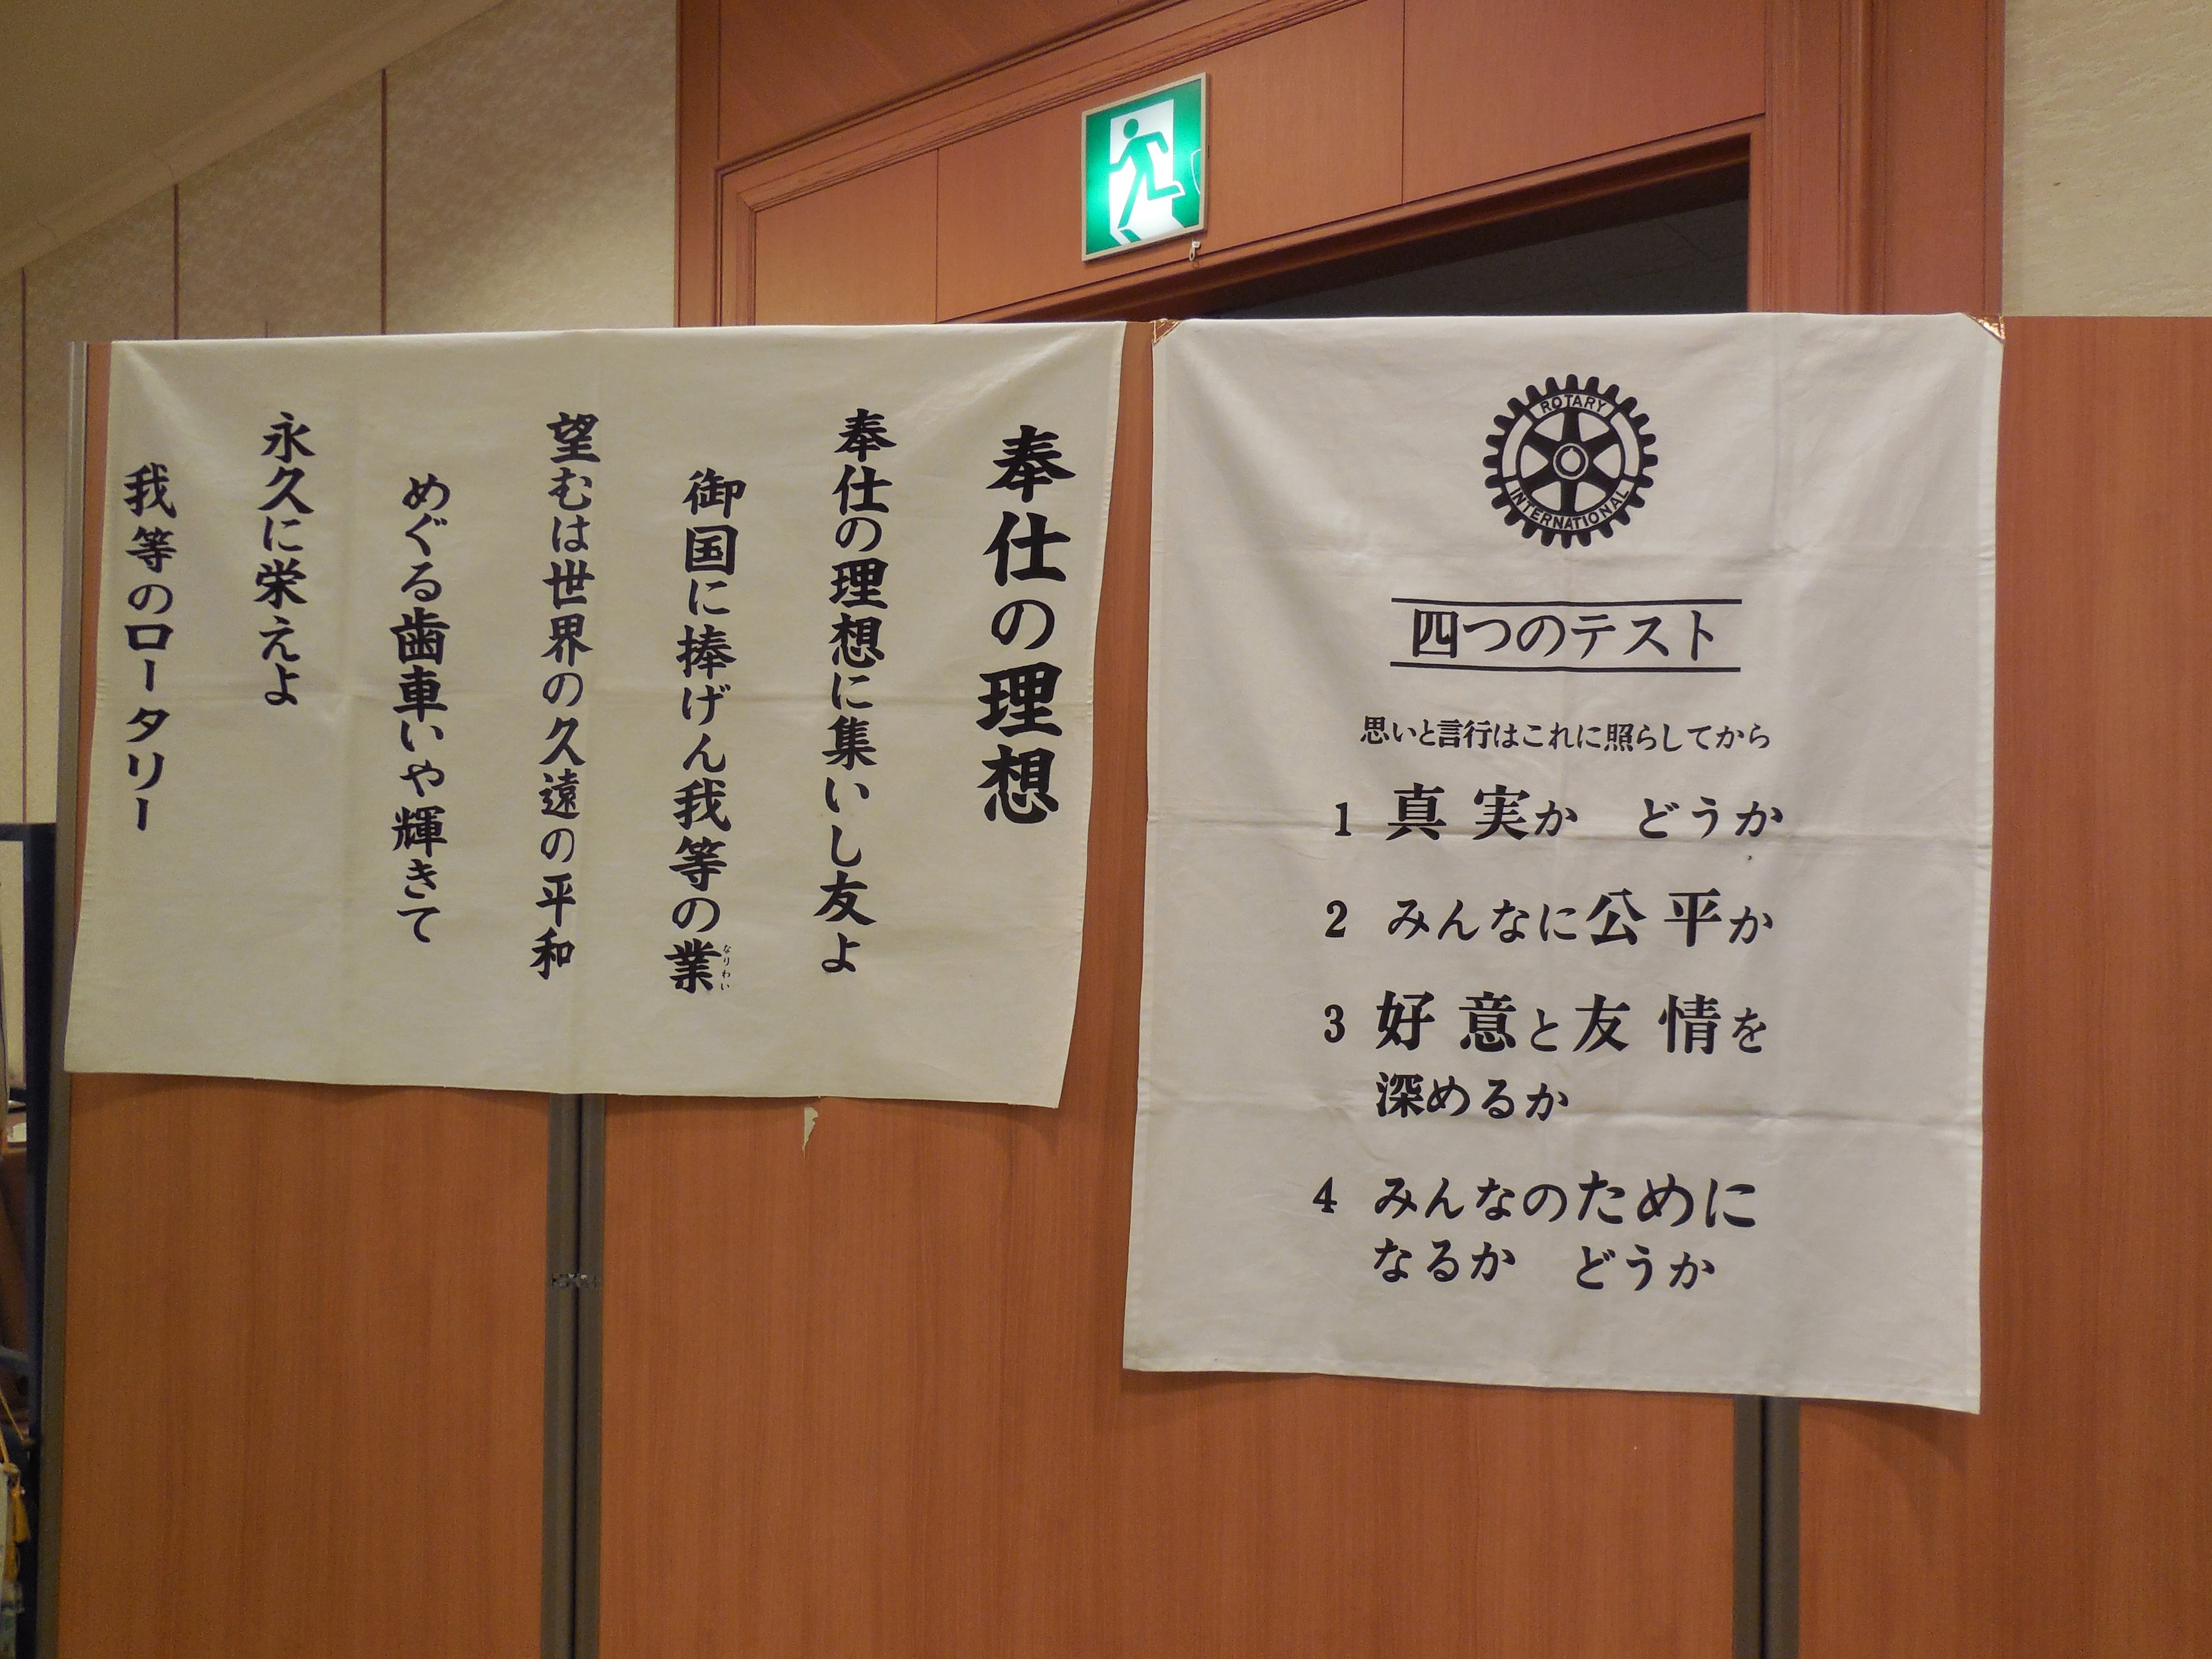 奉仕の理想
奉仕の理想に集いし友よ
御国に捧げん我等の業
なりわい
望むは世界の久遠の平和
めぐる歯車いや輝きて
永久に栄えよ
我等のロータリー
ROTARY
INTERNATIONAL
四つのテスト
思いと言行はこれに照らしてから
1 真実か どうか
2 みんなに公平か
3 好意と友情を
深めるか
4 みんなのために
なるか どうか